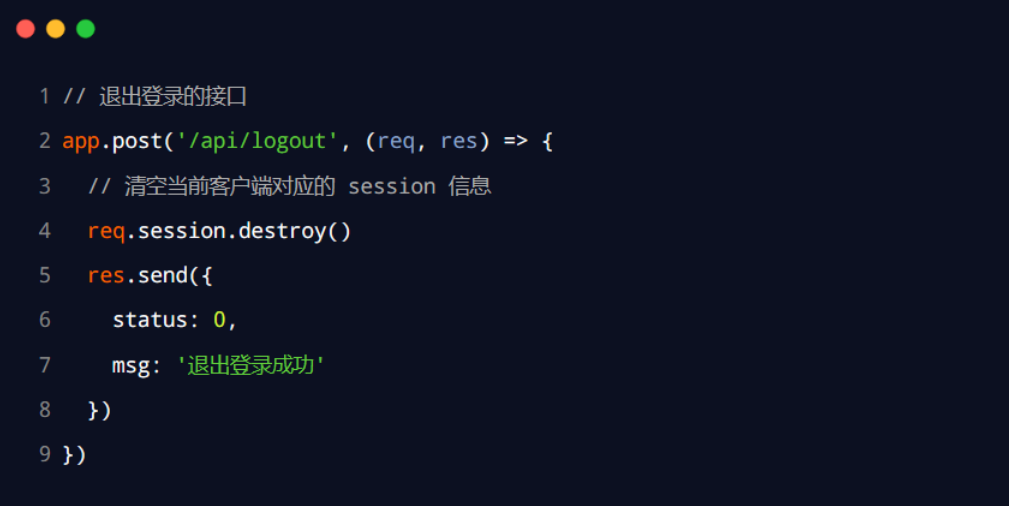 1 // 退出登录的接口
2 app.post('/api/logout', (req, res) => {
3   // 清空当前客户端对应的 session 信息
4   req.session.destroy()
5   res.send({
6     status: 0,
7     msg: '退出登录成功'
8   })
9 })